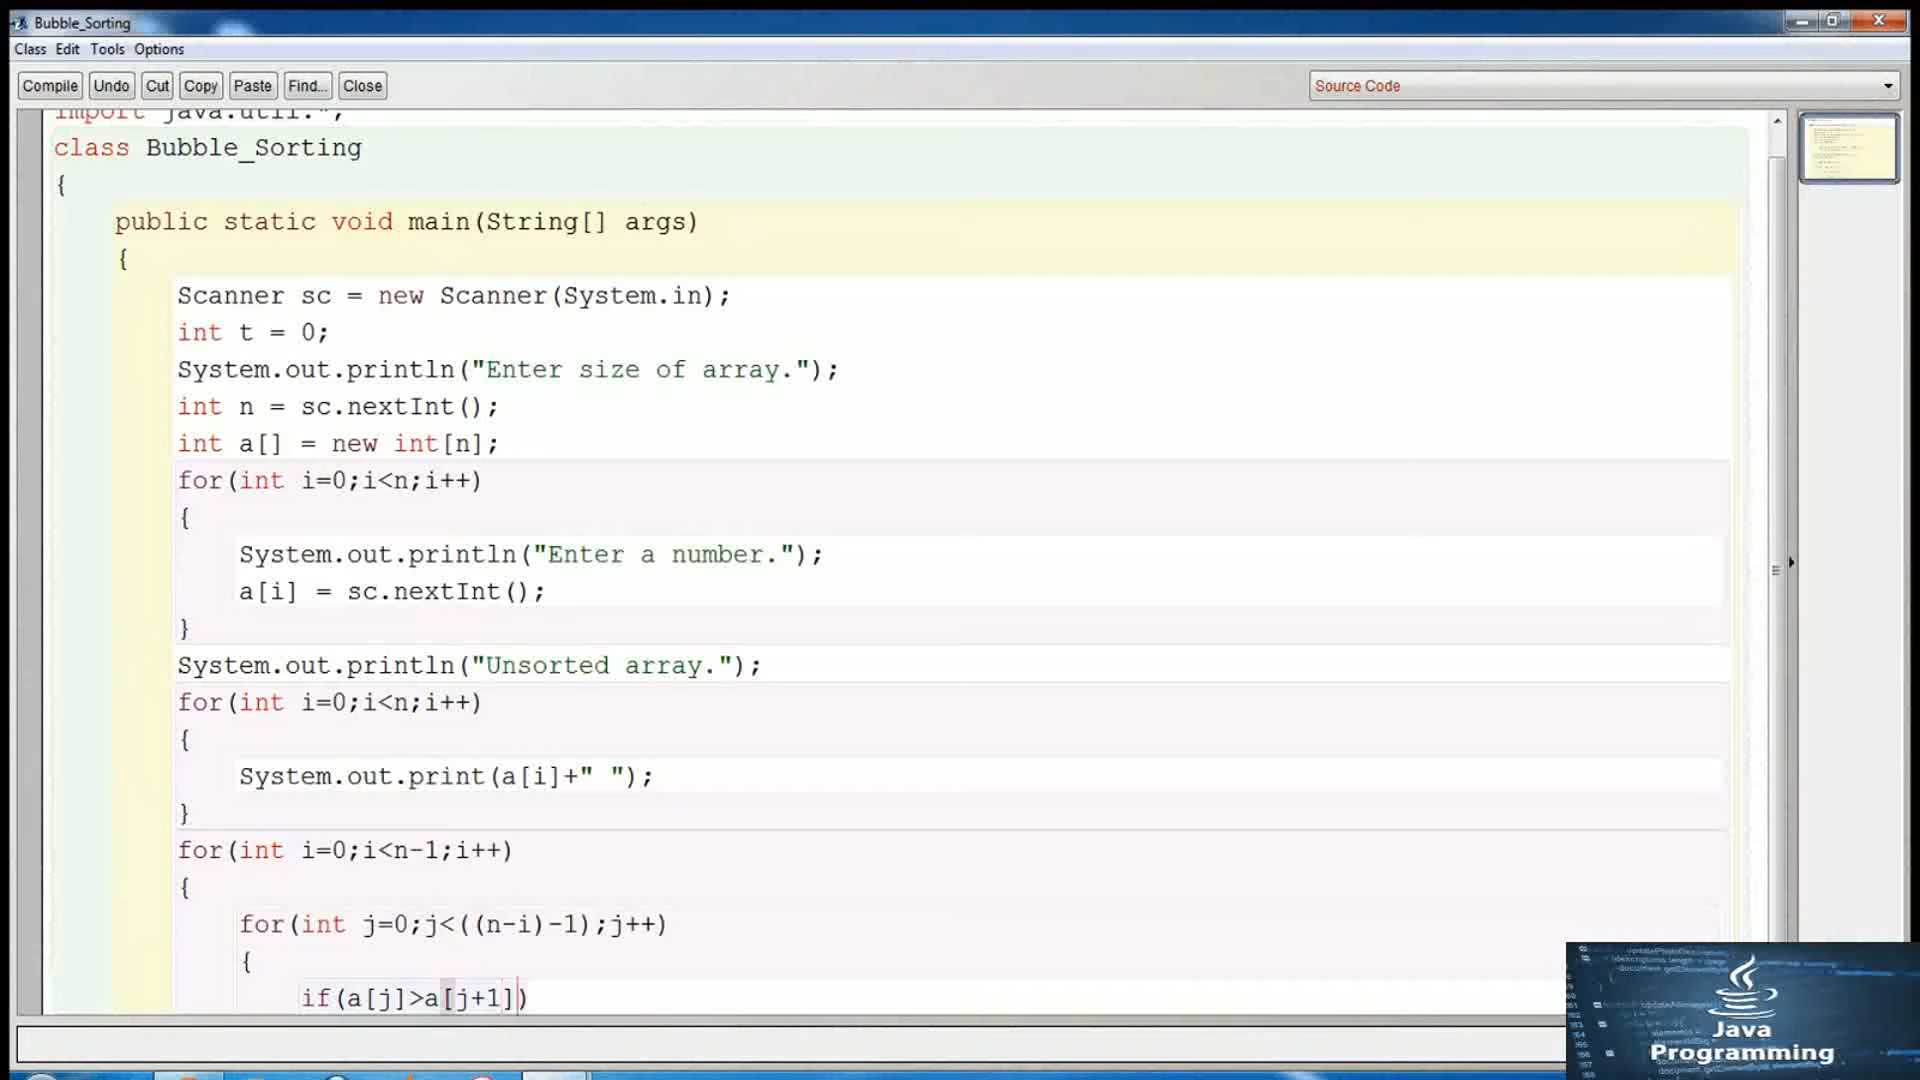 Bubble_Sorting
Class Edit Tools Options
Compile Undo Cut Copy Paste Find... Close Source Code
import java.util.*;
class Bubble_Sorting
{
public static void main(String[] args)
{
Scanner sc = new Scanner(System.in);
int t = 0;
System.out.println("Enter size of array.");
int n = sc.nextInt();
int a[] = new int[n];
for(int i=0;i<n;i++)
{
System.out.println("Enter a number.");
a[i] = sc.nextInt();
}
System.out.println("Unsorted array.");
for(int i=0;i<n;i++)
{
System.out.print(a[i]+" ");
}
for(int i=0;i<n-1;i++)
{
for(int j=0;j<((n-i)-1);j++)
{
if(a[j]>a[j+1])
Java
Programming